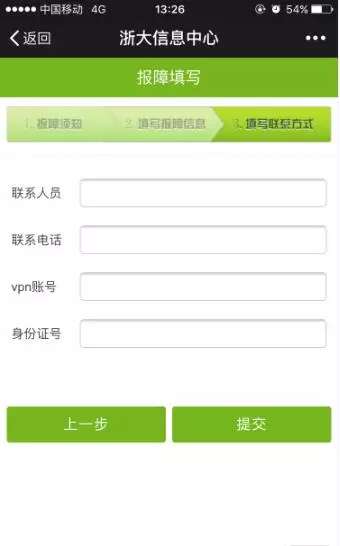 中国移动 4G 13:26 54%
返回 浙大信息中心
报障填写
1. 报障须知 2. 填写报障信息 3. 填写联系方式
联系人员
联系电话
vpn账号
身份证号
上一步 提交